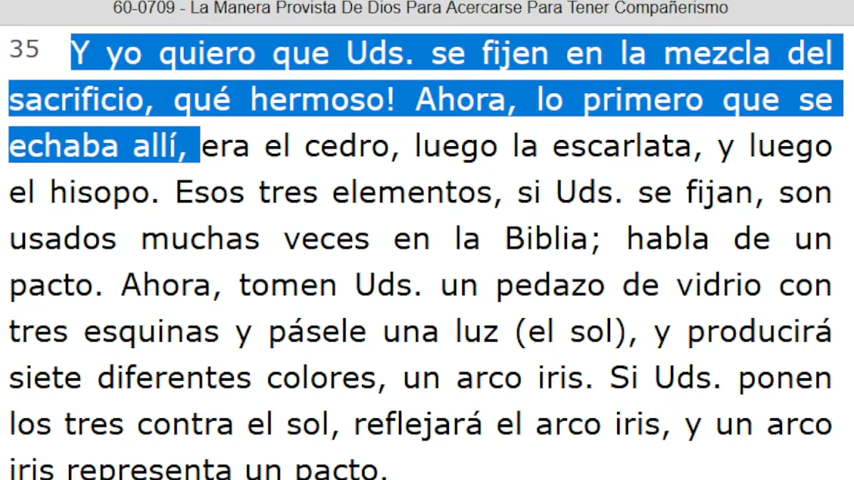 60-0709 - La Manera Provista De Dios Para Acercarse Para Tener Compañerismo
35 Y yo quiero que Uds. se fijen en la mezcla del
sacrificio, qué hermoso! Ahora, lo primero que se
echaba allí, era el cedro, luego la escarlata, y luego
el hisopo. Esos tres elementos, si Uds. se fijan, son
usados muchas veces en la Biblia; habla de un
pacto. Ahora, tomen Uds. un pedazo de vidrio con
tres esquinas y pásele una luz (el sol), y producirá
siete diferentes colores, un arco iris. Si Uds. ponen
los tres contra el sol, reflejará el arco iris, y un arco
iris representa un pacto.